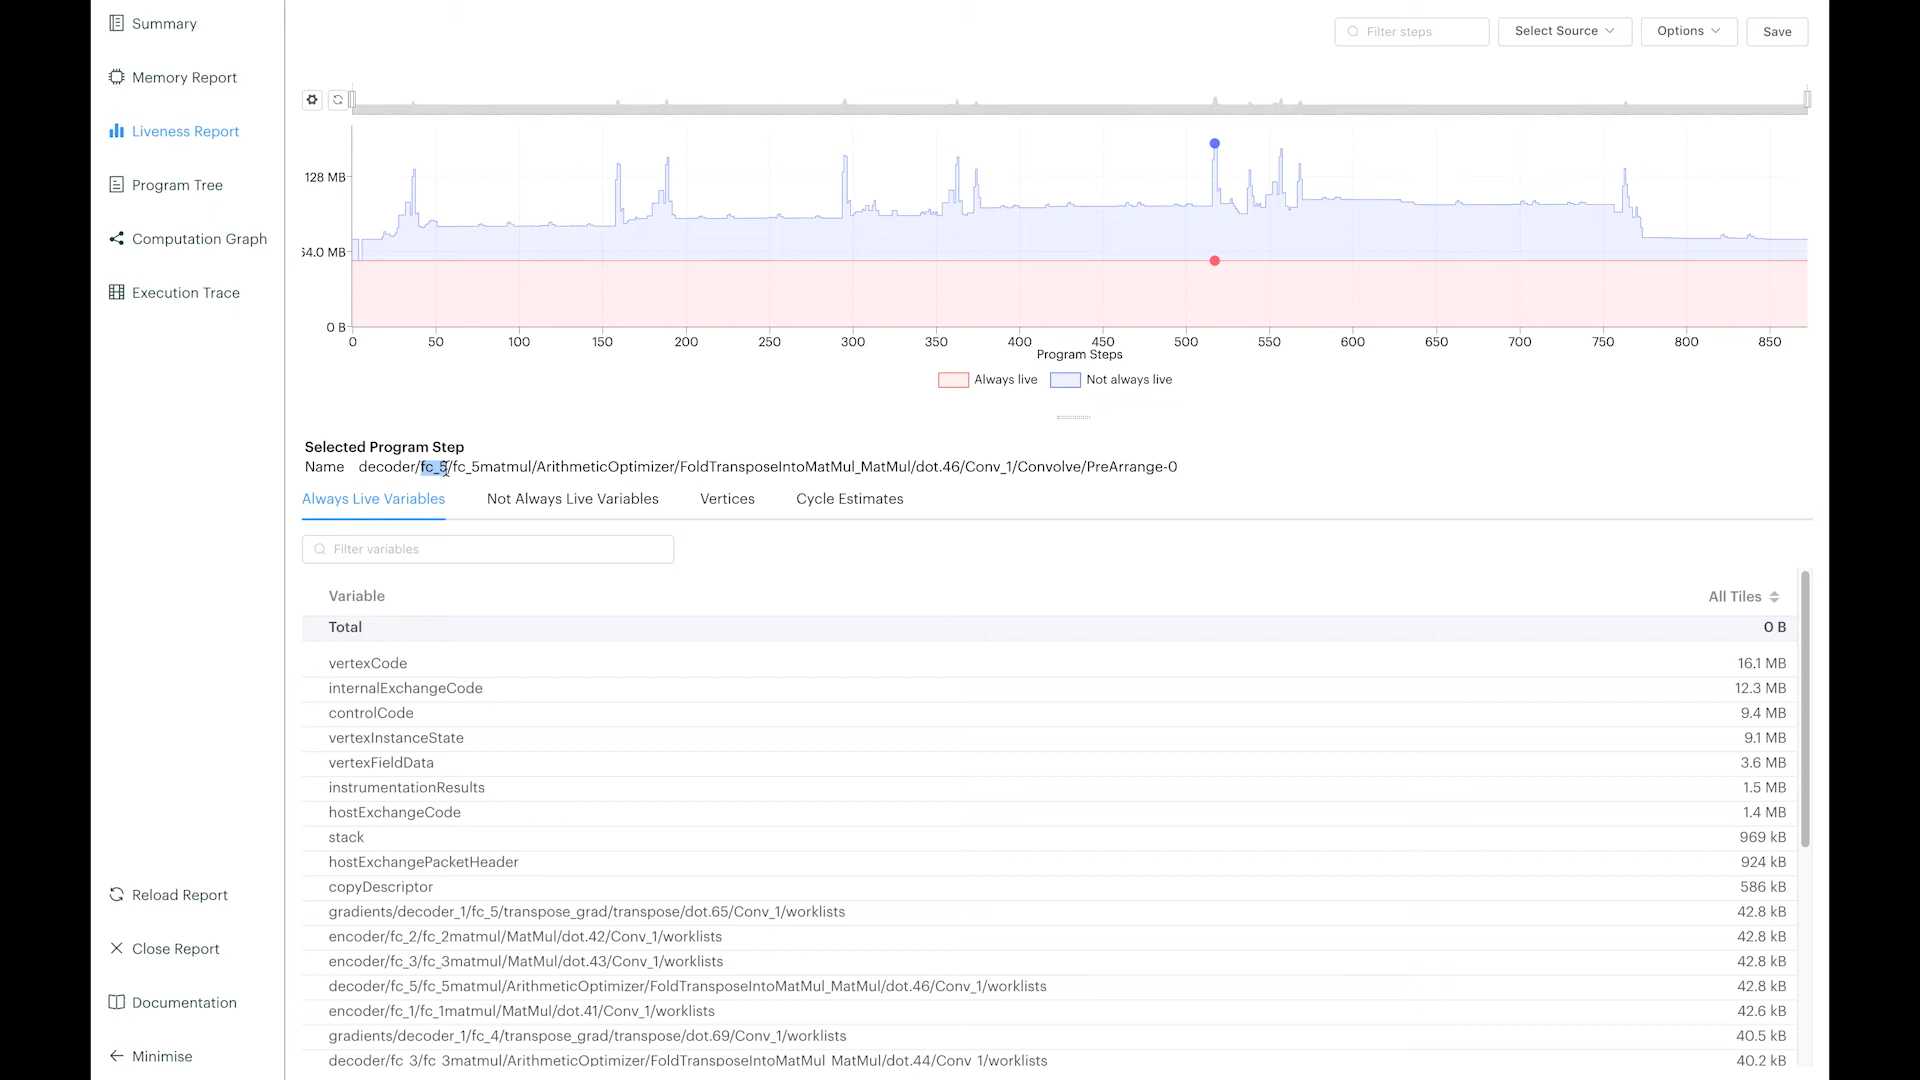 Summary
Memory Report
Liveness Report
Program Tree
Computation Graph
Execution Trace
Reload Report
Close Report
Documentation
Minimise
Filter steps
Select Source
Options
Save
128 MB
64.0 MB
0 B
0 50 100 150 200 250 300 350 400 450 500 550 600 650 700 750 800 850
Program Steps
Always live Not always live
Selected Program Step
Name decoder/fc_5/fc_5matmul/ArithmeticOptimizer/FoldTransposeIntoMatMul_MatMul/dot.46/Conv_1/Convolve/PreArrange-0
Always Live Variables Not Always Live Variables Vertices Cycle Estimates
Filter variables
Variable All Tiles
Total 0 B
vertexCode 16.1 MB
internalExchangeCode 12.3 MB
controlCode 9.4 MB
vertexInstanceState 9.1 MB
vertexFieldData 3.6 MB
instrumentationResults 1.5 MB
hostExchangeCode 1.4 MB
stack 969 kB
hostExchangePacketHeader 924 kB
copyDescriptor 586 kB
gradients/decoder_1/fc_5/transpose_grad/transpose/dot.65/Conv_1/worklists 42.8 kB
encoder/fc_2/fc_2matmul/MatMul/dot.42/Conv_1/worklists 42.8 kB
encoder/fc_3/fc_3matmul/MatMul/dot.43/Conv_1/worklists 42.8 kB
decoder/fc_5/fc_5matmul/ArithmeticOptimizer/FoldTransposeIntoMatMul_MatMul/dot.46/Conv_1/worklists 42.8 kB
encoder/fc_1/fc_1matmul/MatMul/dot.41/Conv_1/worklists 42.6 kB
gradients/decoder_1/fc_4/transpose_grad/transpose/dot.69/Conv_1/worklists 40.5 kB
decoder/fc_3/fc_3matmul/ArithmeticOptimizer/FoldTransposeIntoMatMul_MatMul/dot.44/Conv_1/worklists 40.2 kB